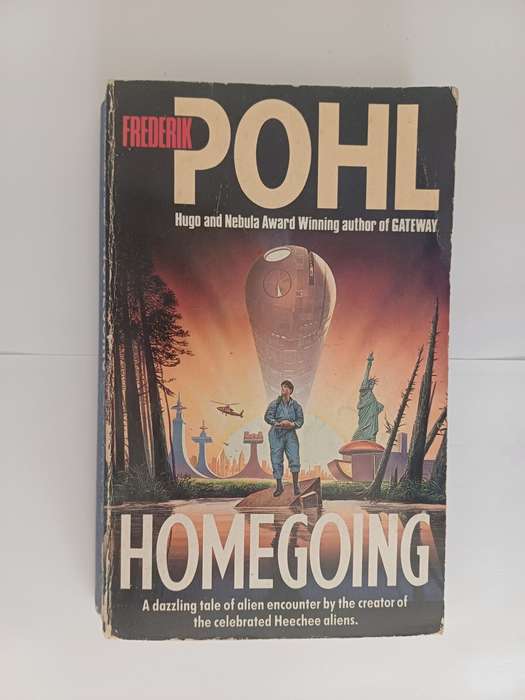 FREDERIK
POHL
Hugo and Nebula Award Winning author of GATEWAY
HOMEGOING
A dazzling tale of alien encounter by the creator of
the celebrated Heechee aliens.